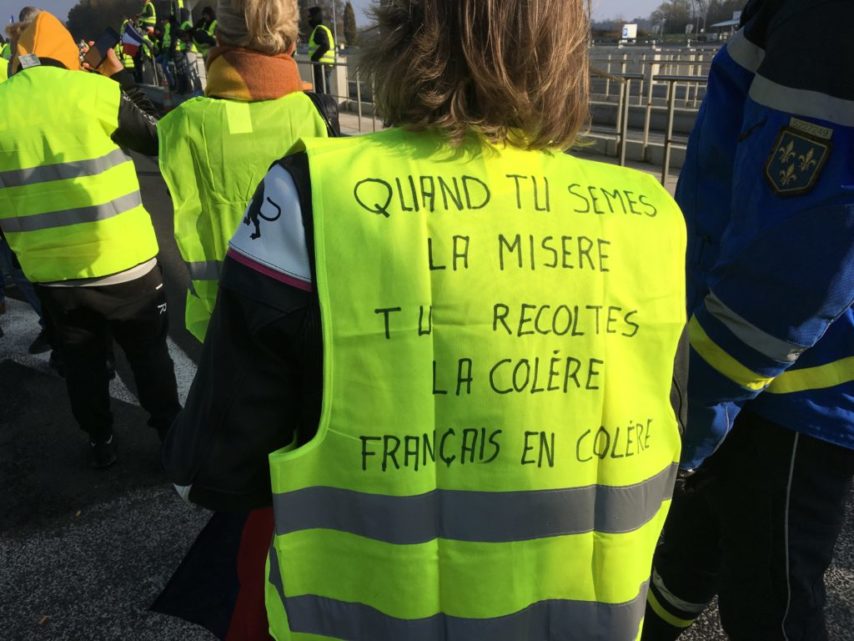 QUAND TU SEMES
LA MISERE
TU RECOLTES
LA COLÈRE
FRANÇAIS EN COLÈRE